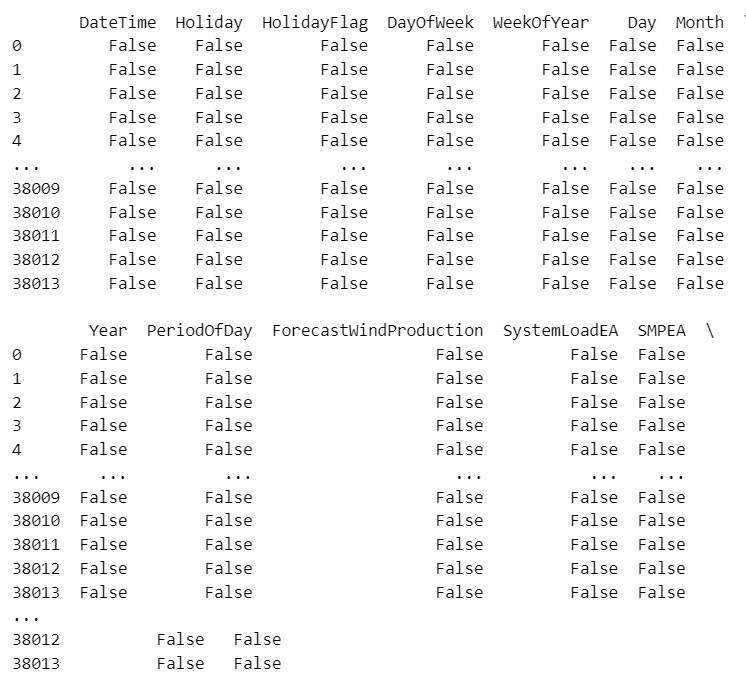 DateTime Holiday HolidayFlag DayOfWeek WeekOfYear Day Month \
0 False False False False False False False
1 False False False False False False False
2 False False False False False False False
3 False False False False False False False
4 False False False False False False False
... ... ... ... ... ... ... ...
38009 False False False False False False False
38010 False False False False False False False
38011 False False False False False False False
38012 False False False False False False False
38013 False False False False False False False
Year PeriodOfDay ForecastWindProduction SystemLoadEA SMPEA \
0 False False False False False
1 False False False False False
2 False False False False False
3 False False False False False
4 False False False False False
... ... ... ... ... ...
38009 False False False False False
38010 False False False False False
38011 False False False False False
38012 False False False False False
38013 False False False False False
...
38012 False False
38013 False False